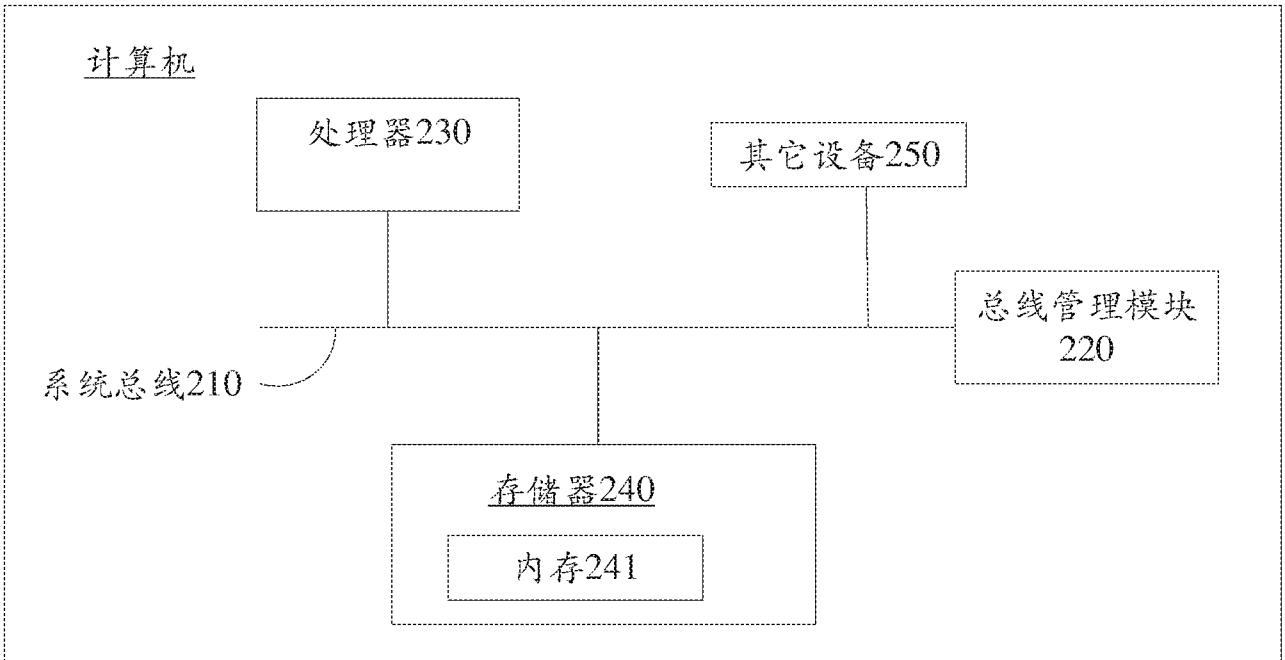 计算机
处理器230
其它设备250
总线管理模块
220
系统总线210
存储器240
内存241